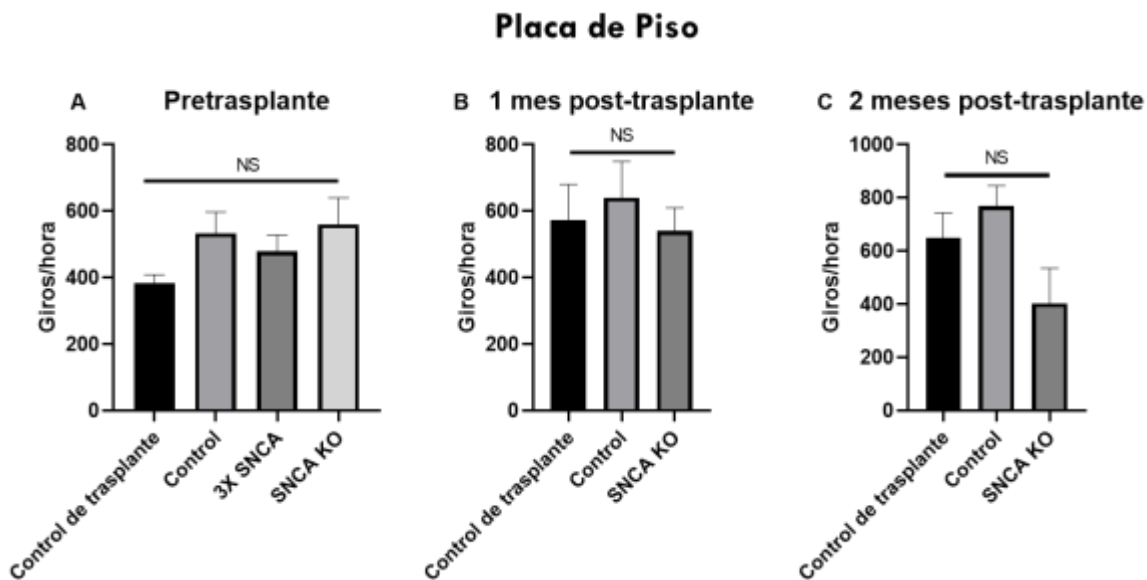 Placa de Piso
A Pretrasplante
NS
Giros/hora
800
600
400
200
0
Control de trasplante
Control
3X SNCA
SNCA KO
B 1 mes post-trasplante
NS
Giros/hora
800
600
400
200
0
Control de trasplante
Control
SNCA KO
C 2 meses post-trasplante
NS
Giros/hora
1000
800
600
400
200
0
Control de trasplante
Control
SNCA KO